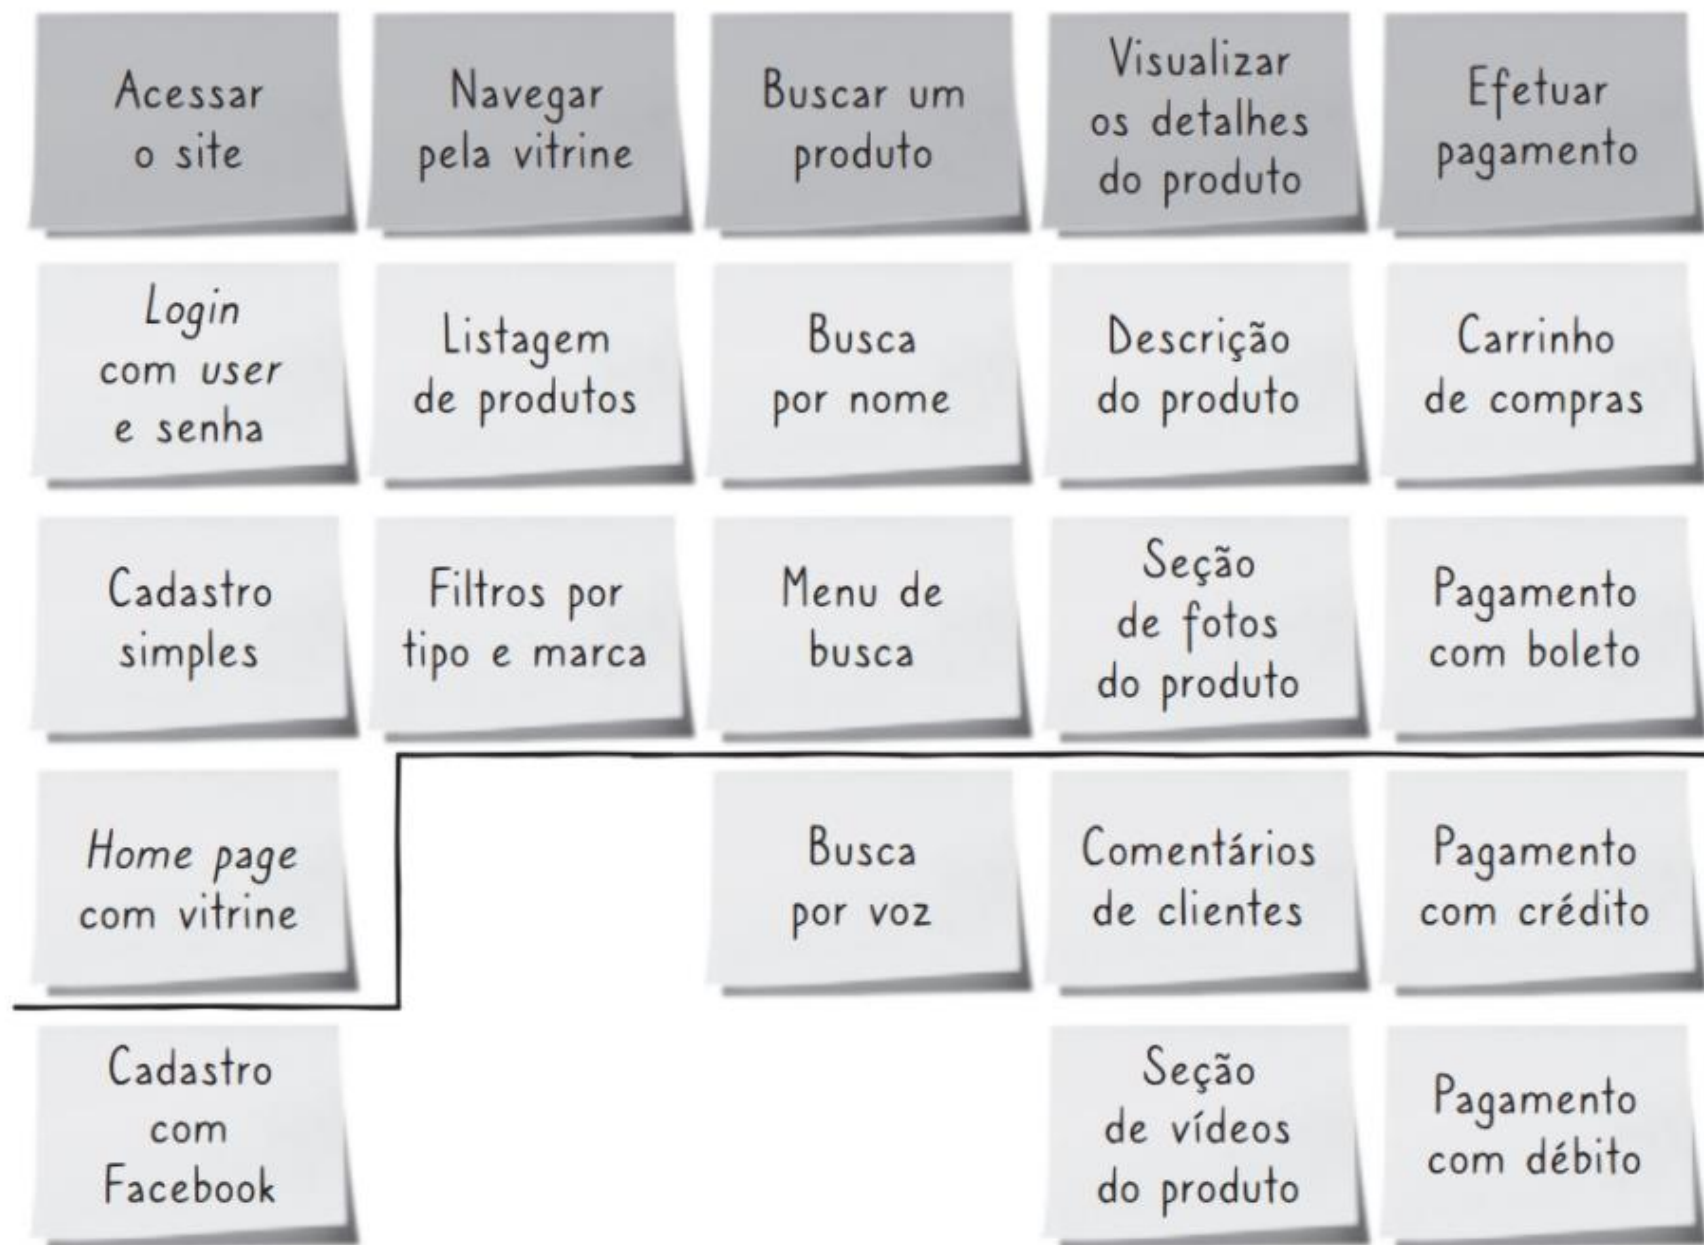 Acessar
o site
Navegar
pela vitrine
Buscar um
produto
Visualizar
os detalhes
do produto
Efetuar
pagamento
Login
com user
e senha
Listagem
de produtos
Busca
por nome
Descrição
do produto
Carrinho
de compras
Cadastro
simples
Filtros por
tipo e marca
Menu de
busca
Seção
de fotos
do produto
Pagamento
com boleto
Home page
com vitrine
Busca
por voz
Comentários
de clientes
Pagamento
com crédito
Cadastro
com
Facebook
Seção
de vídeos
do produto
Pagamento
com débito